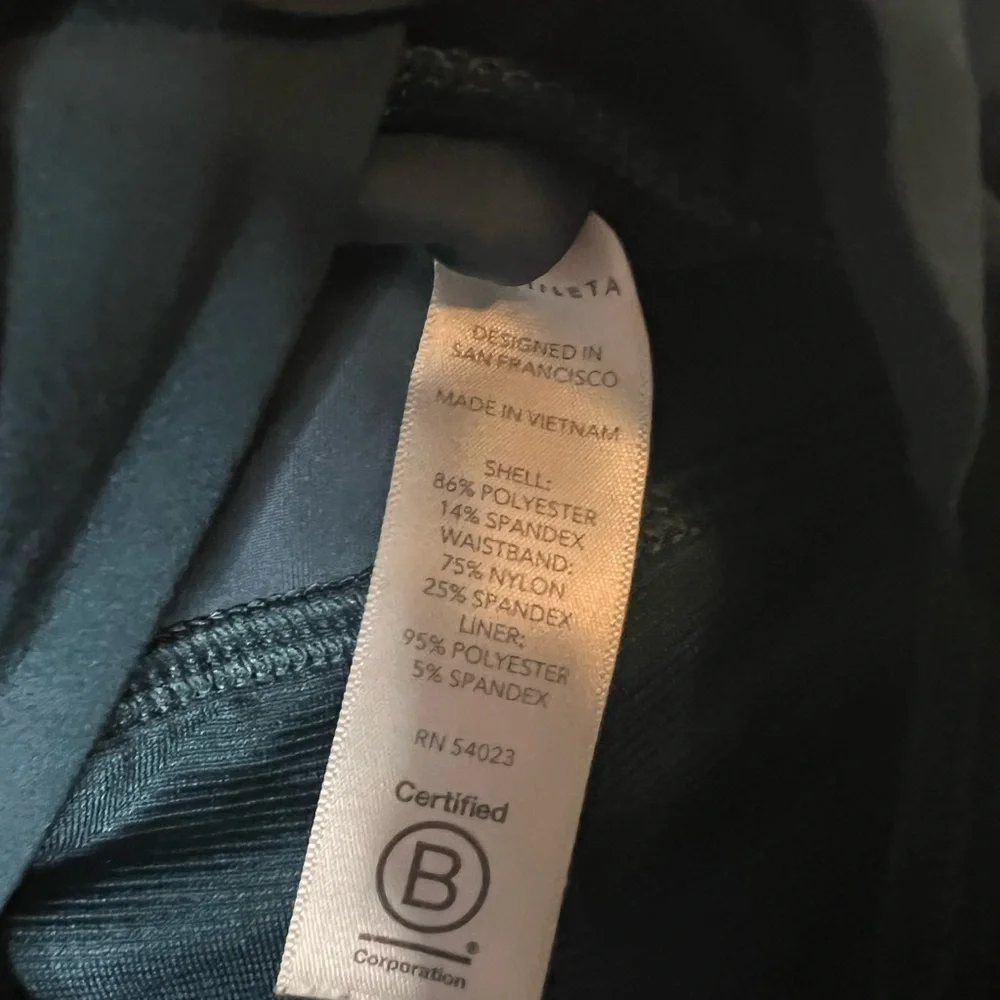 DESIGNED IN
SAN FRANCISCO
MADE IN VIETNAM
SHELL:
86% POLYESTER
14% SPANDEX
WAISTBAND:
75% NYLON
25% SPANDEX
LINER:
95% POLYESTER
5% SPANDEX
RN 54023
Certified
B
®
Corporation